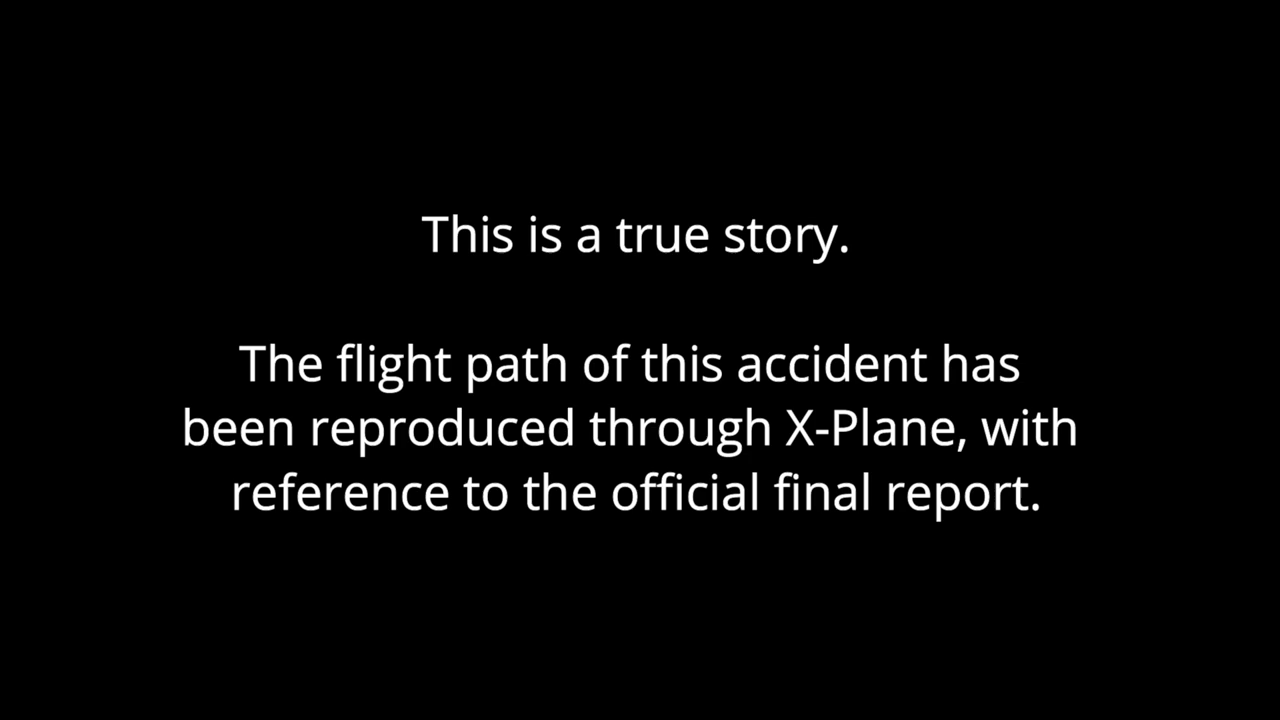 This is a true story.
The flight path of this accident has
been reproduced through X-Plane, with
reference to the official final report.